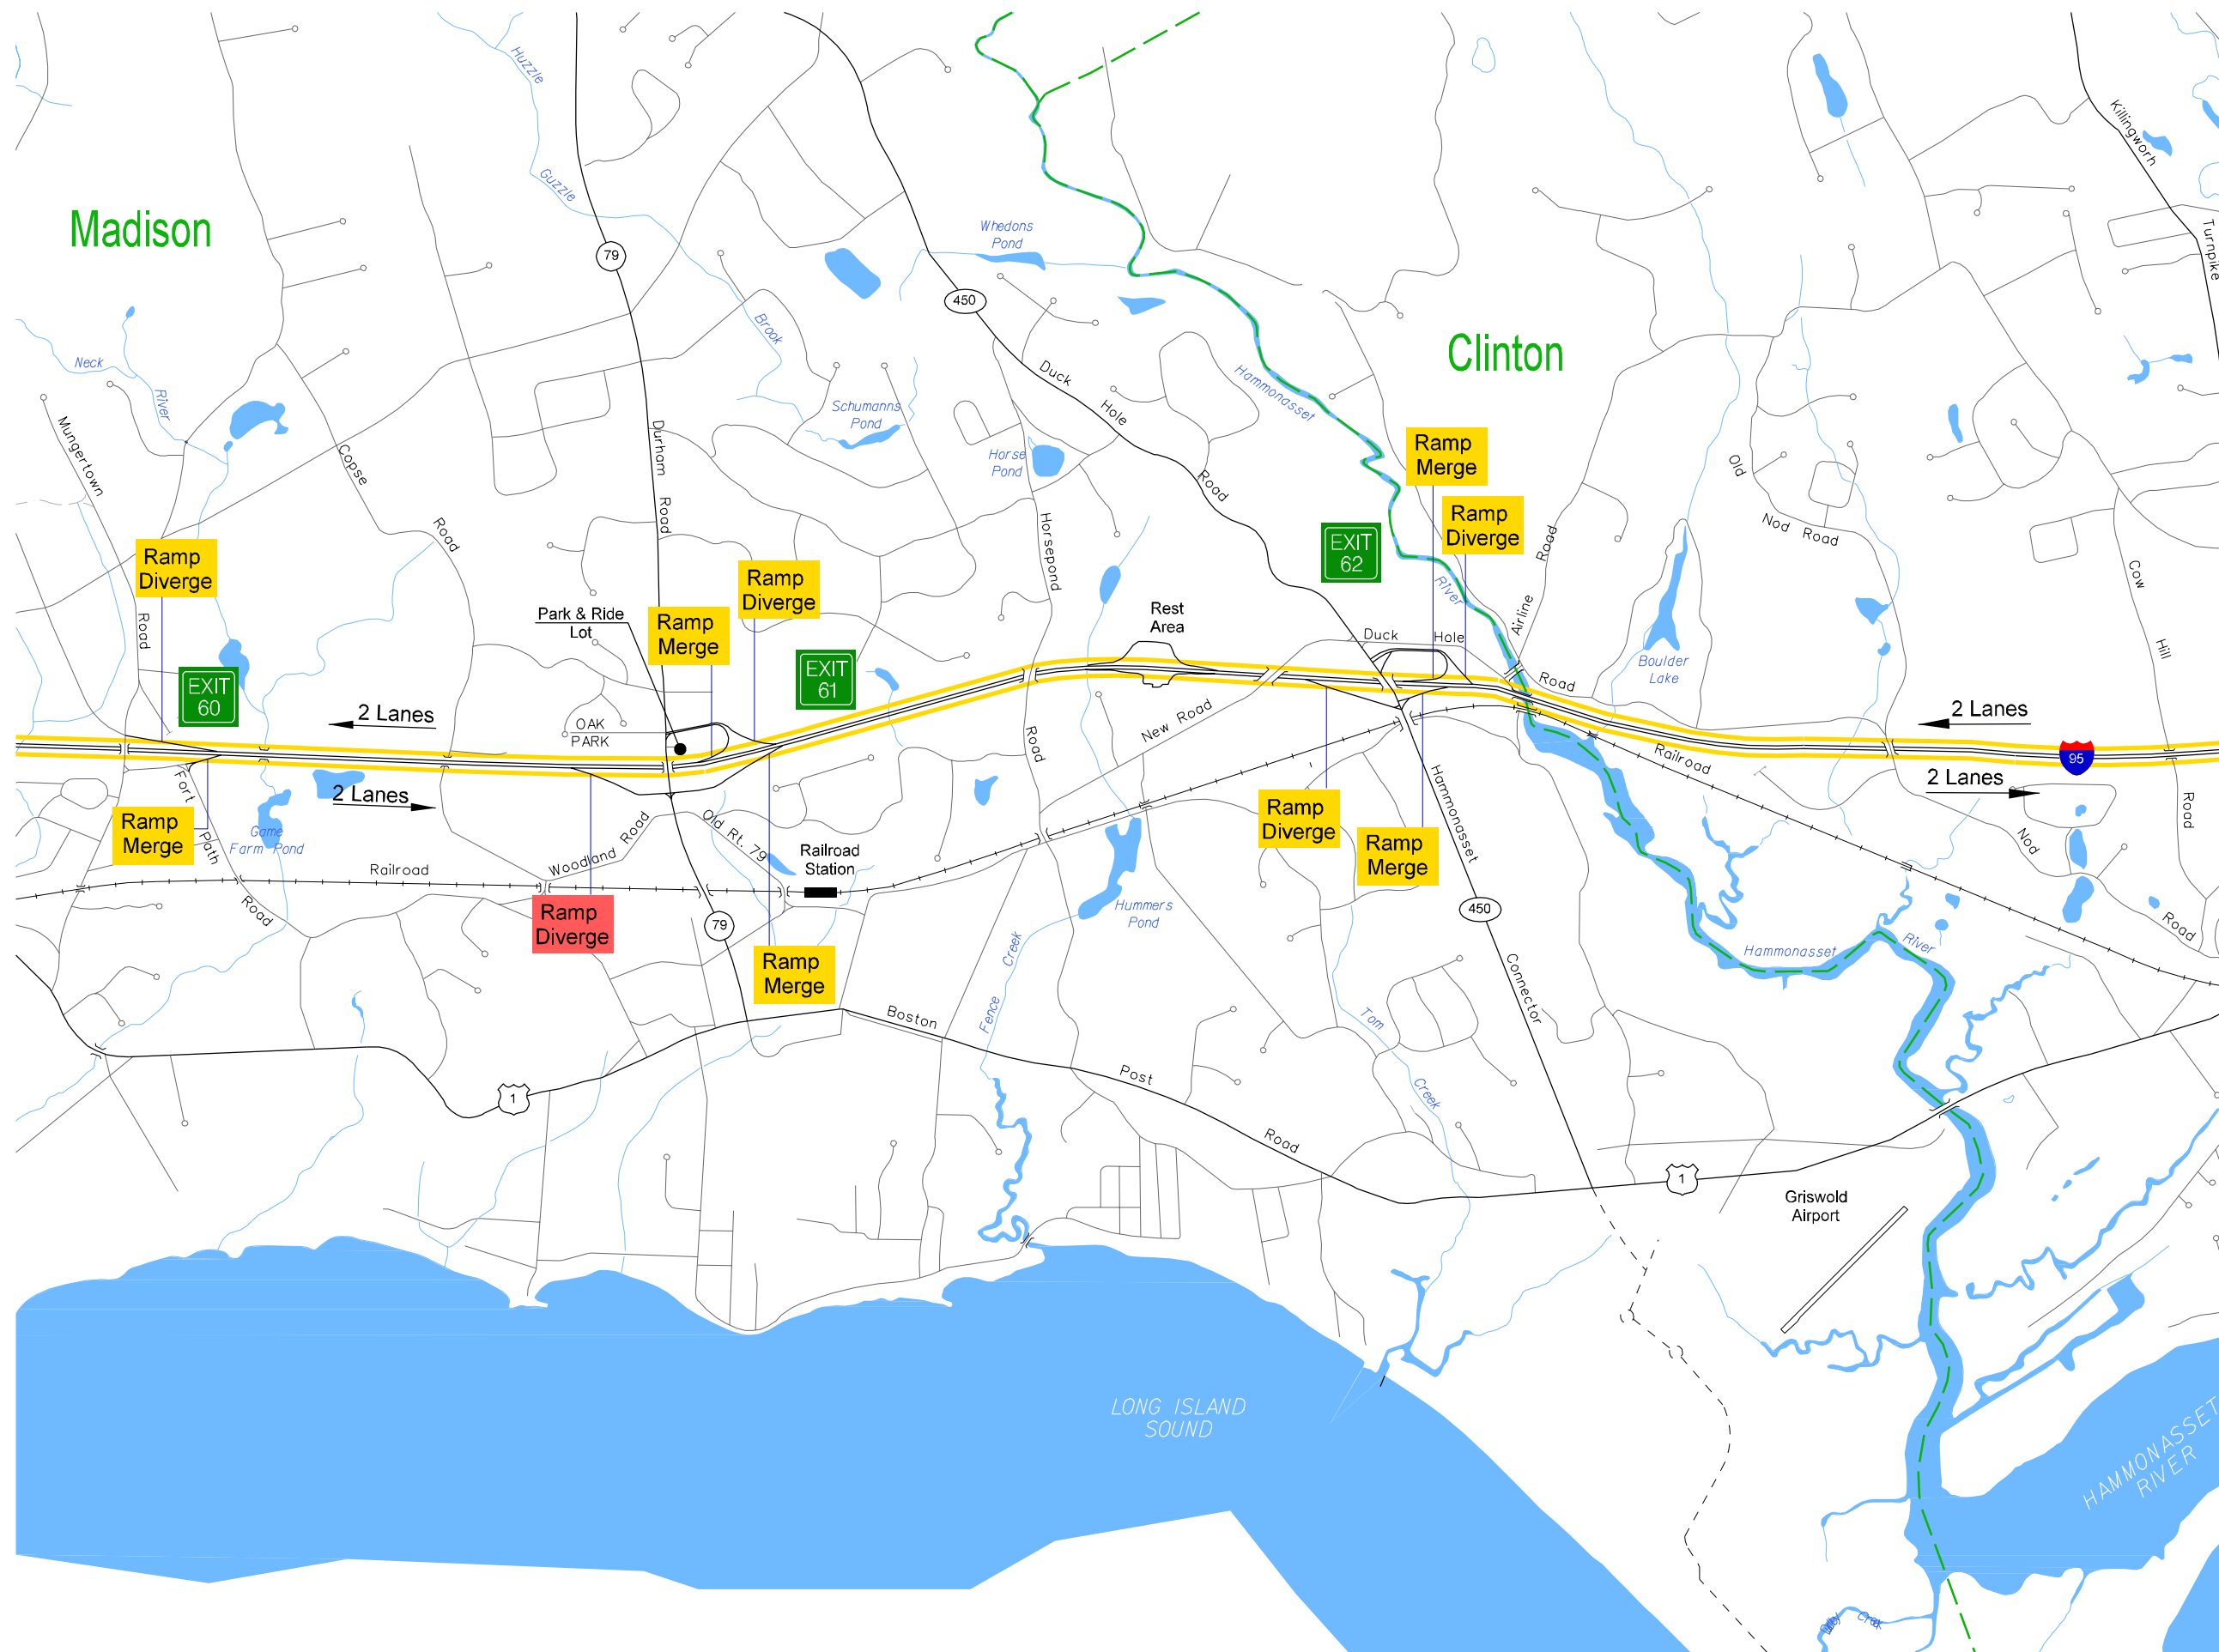 Huzzle
Guzzle
Brook
Killingworh
Turnpike
Madison
79
Whedons
Pond
450
Clinton
Neck
River
Duck
Hole
Road
Hammonasset
Schumanns
Pond
Mungertown
Road
Copse
Road
Durham
Road
Horse
Pond
Horsepond
Road
Ramp
Merge
Ramp
Diverge
Old
Nod Road
EXIT
62
River
Airline
Road
Cow
Hill
Road
Ramp
Diverge
Ramp
Diverge
Park & Ride
Lot
Ramp
Merge
Rest
Area
Duck
Hole
Road
Boulder
Lake
EXIT
60
EXIT
61
2 Lanes
OAK
PARK
New Road
2 Lanes
95
Railroad
2 Lanes
2 Lanes
Fort
Path
Road
Ramp
Merge
Game
Farm Pond
Woodland Road
Old Rt. 79
Railroad
Station
Railroad
Ramp
Diverge
Ramp
Merge
Hammonasset
Connector
450
Nod
Road
Ramp
Diverge
79
Hummers
Pond
Hammonasset
River
Ramp
Merge
Fence
Creek
Tom
Creek
Boston
Post
Road
1
1
Griswold
Airport
LONG ISLAND
SOUND
HAMMONASSET
RIVER